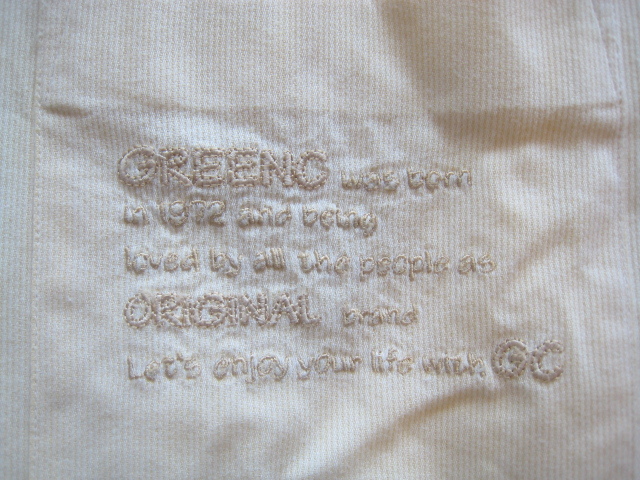 GREENC was born
in 1972 and being
loved by all the people as
ORIGINAL brand
Let's enjoy your life with GC